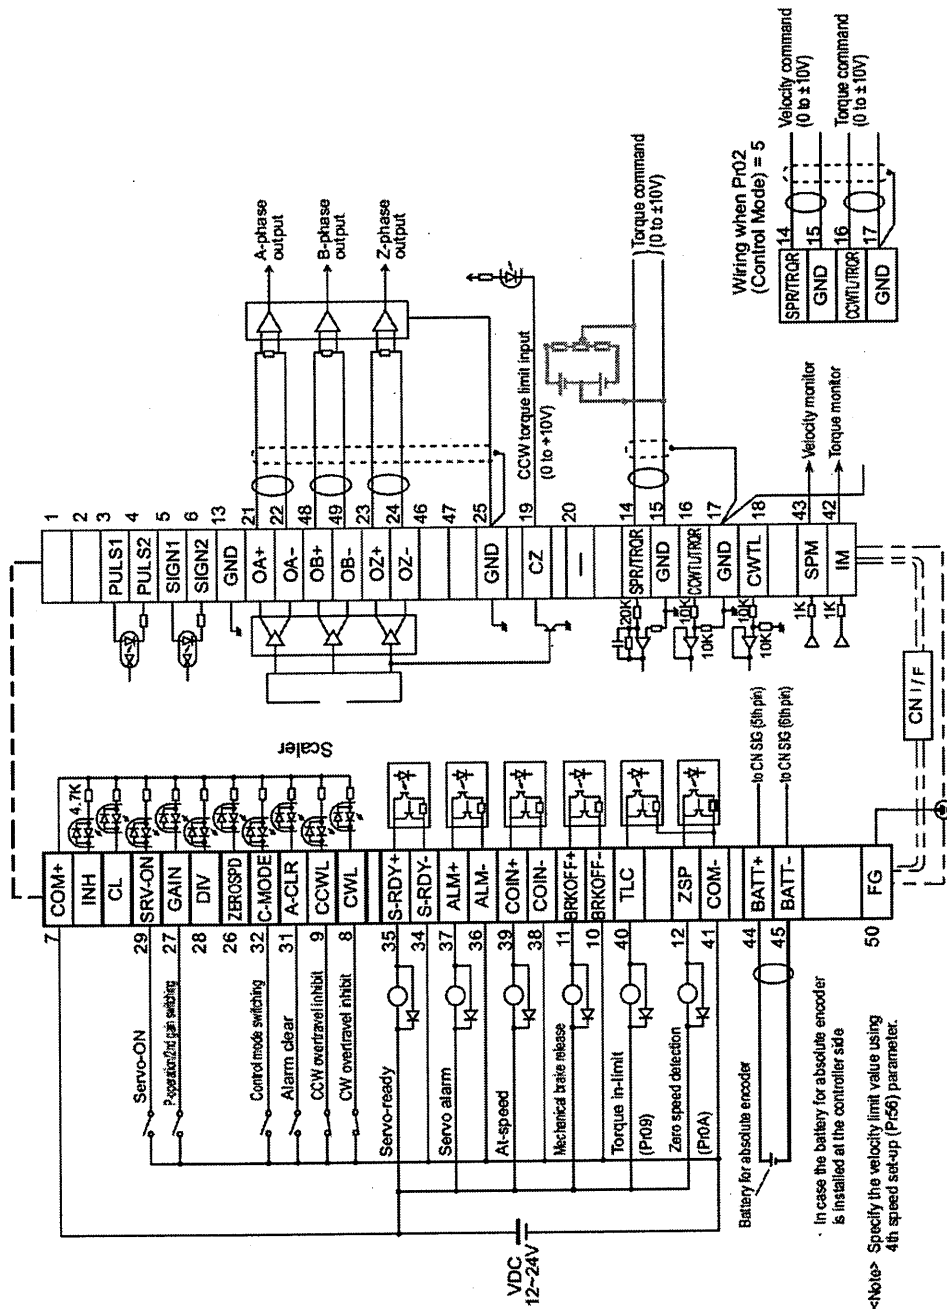 COM+
INH
CL
SRV-ON
GAIN
DIV
ZEROSPD
C-MODE
A-CLR
CCWL
CWL
S-RDY+
S-RDY-
ALM+
ALM-
COIN+
COIN-
BRKOFF+
BRKOFF-
TLC
ZSP
COM-
BATT+
BATT-
FG
7
29
27
28
26
32
31
9
8
35
34
37
36
39
38
11
10
40
12
41
44
45
50
4.7K
Scaler
Servo-ON
P-operation/2nd gain switching
Control mode switching
Alarm clear
CCW overtravel inhibit
CW overtravel inhibit
Servo-ready
Servo alarm
At-speed
Mechanical brake release
Torque in-limit
(Pr09)
Zero speed detection
(Pr0A)
VDC
12~24V
Battery for absolute encoder
to CN SIG (5th pin)
to CN SIG (6th pin)
· In case the battery for absolute encoder
is installed at the controller side
<Note> Specify the velocity limit value using
4th speed set-up (Pr56) parameter.
CN I/F
PULS1
PULS2
SIGN1
SIGN2
GND
OA+
OA-
OB+
OB-
OZ+
OZ-
GND
CZ
—
SPR/TRQR
GND
CCWTL/TRQR
GND
CWTL
SPM
IM
1
2
3
4
5
6
13
21
22
48
49
23
24
46
47
25
19
20
14
15
16
17
18
43
42
20K
10K
10K
10K
10K
1K
1K
A-phase
output
B-phase
output
Z-phase
output
CCW torque limit input
(0 to +10V)
Torque command
(0 to ±10V)
Velocity monitor
Torque monitor
Wiring when Pr02
(Control Mode) = 5
SPR/TRQR
GND
CCWTL/TRQR
GND
14
15
16
17
Velocity command
(0 to ±10V)
Torque command
(0 to ±10V)